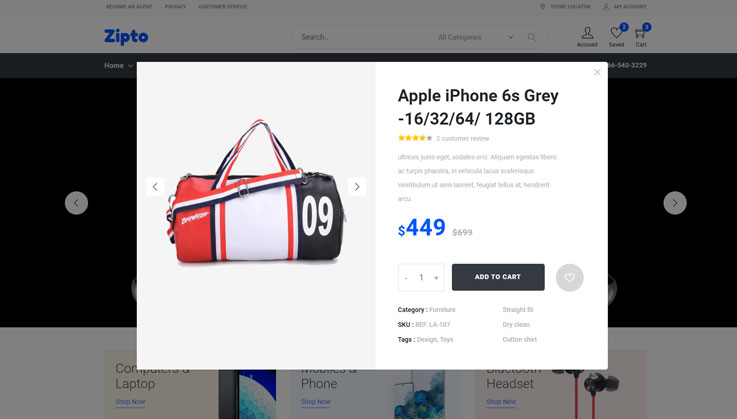 BECOME AN AGENT PRIVACY CUSTOMER SERVICE STORE LOCATOR MY ACCOUNT
Zipto
Search.. All Categories
2 3
Account Saved Cart
Home 66-540-3229
Apple iPhone 6s Grey
-16/32/64/ 128GB
2 customer review
ultrices justo eget, sodales orci. Aliquam egestas libero
ac turpis pharetra, in vehicula lacus scelerisque.
Vestibulum ut sem laoreet, feugiat tellus at, hendrerit
arcu.
$449 $699
- 1 + ADD TO CART
Category : Furniture Straight fit
SKU : REF. LA-107 Dry clean
Tags : Design, Toys Cutton shirt
09
Computers &
Laptop
Shop Now
Mobiles &
Phone
Shop Now
Bluetooth
Headset
Shop Now